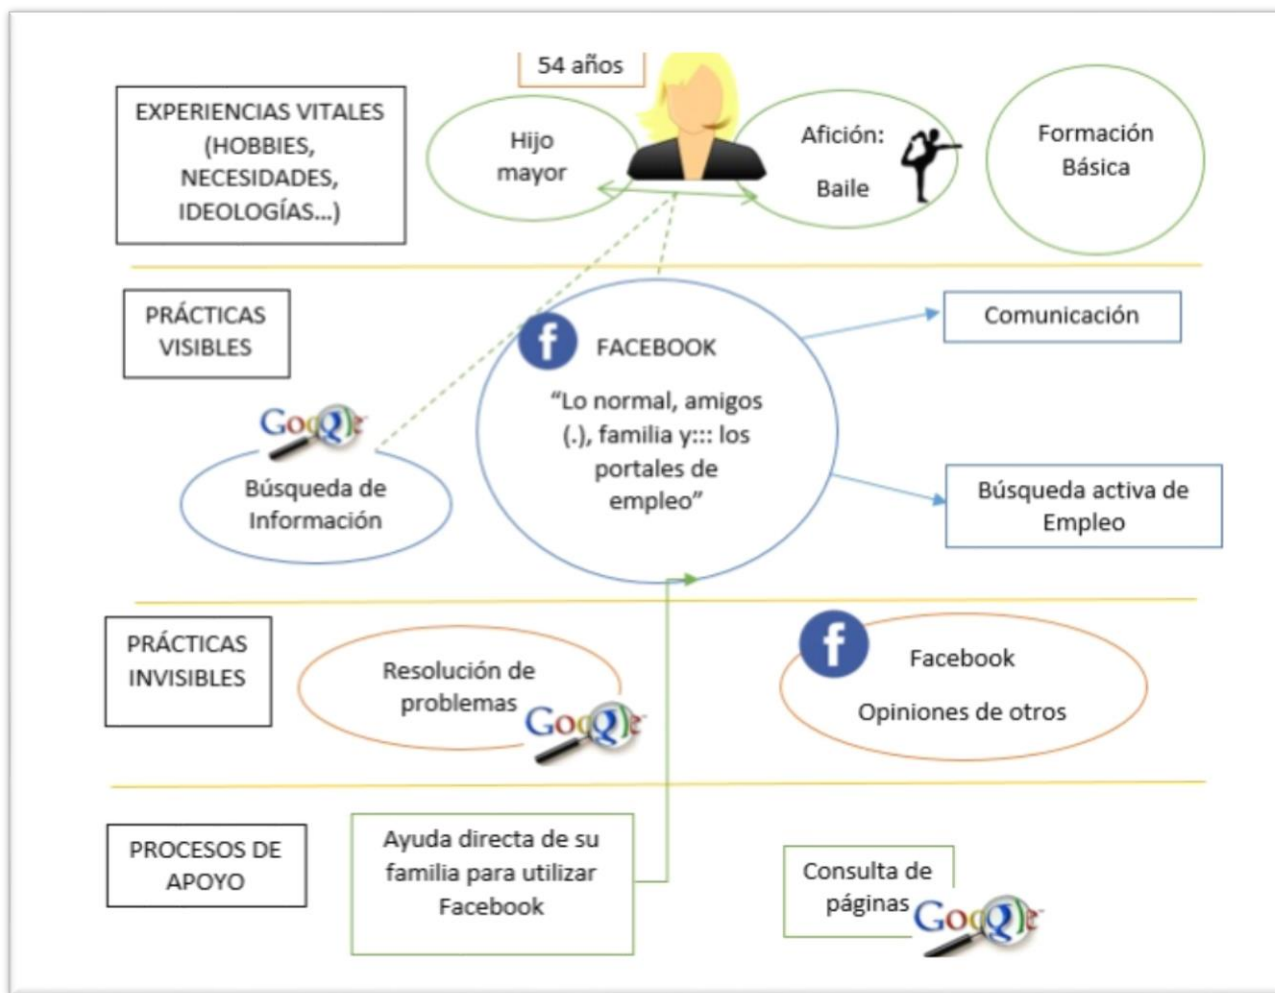 54 años
EXPERIENCIAS VITALES
(HOBBIES,
NECESIDADES,
IDEOLOGÍAS...)
Hijo
mayor
Afición:
Baile
Formación
Básica
PRÁCTICAS
VISIBLES
f
FACEBOOK
“Lo normal, amigos
(.), familia y::: los
portales de
empleo”
Comunicación
Google
Búsqueda de
Información
Búsqueda activa de
Empleo
PRÁCTICAS
INVISIBLES
Resolución de
problemas
Google
f
Facebook
Opiniones de otros
PROCESOS DE
APOYO
Ayuda directa de su
familia para utilizar
Facebook
Consulta de
páginas
Google